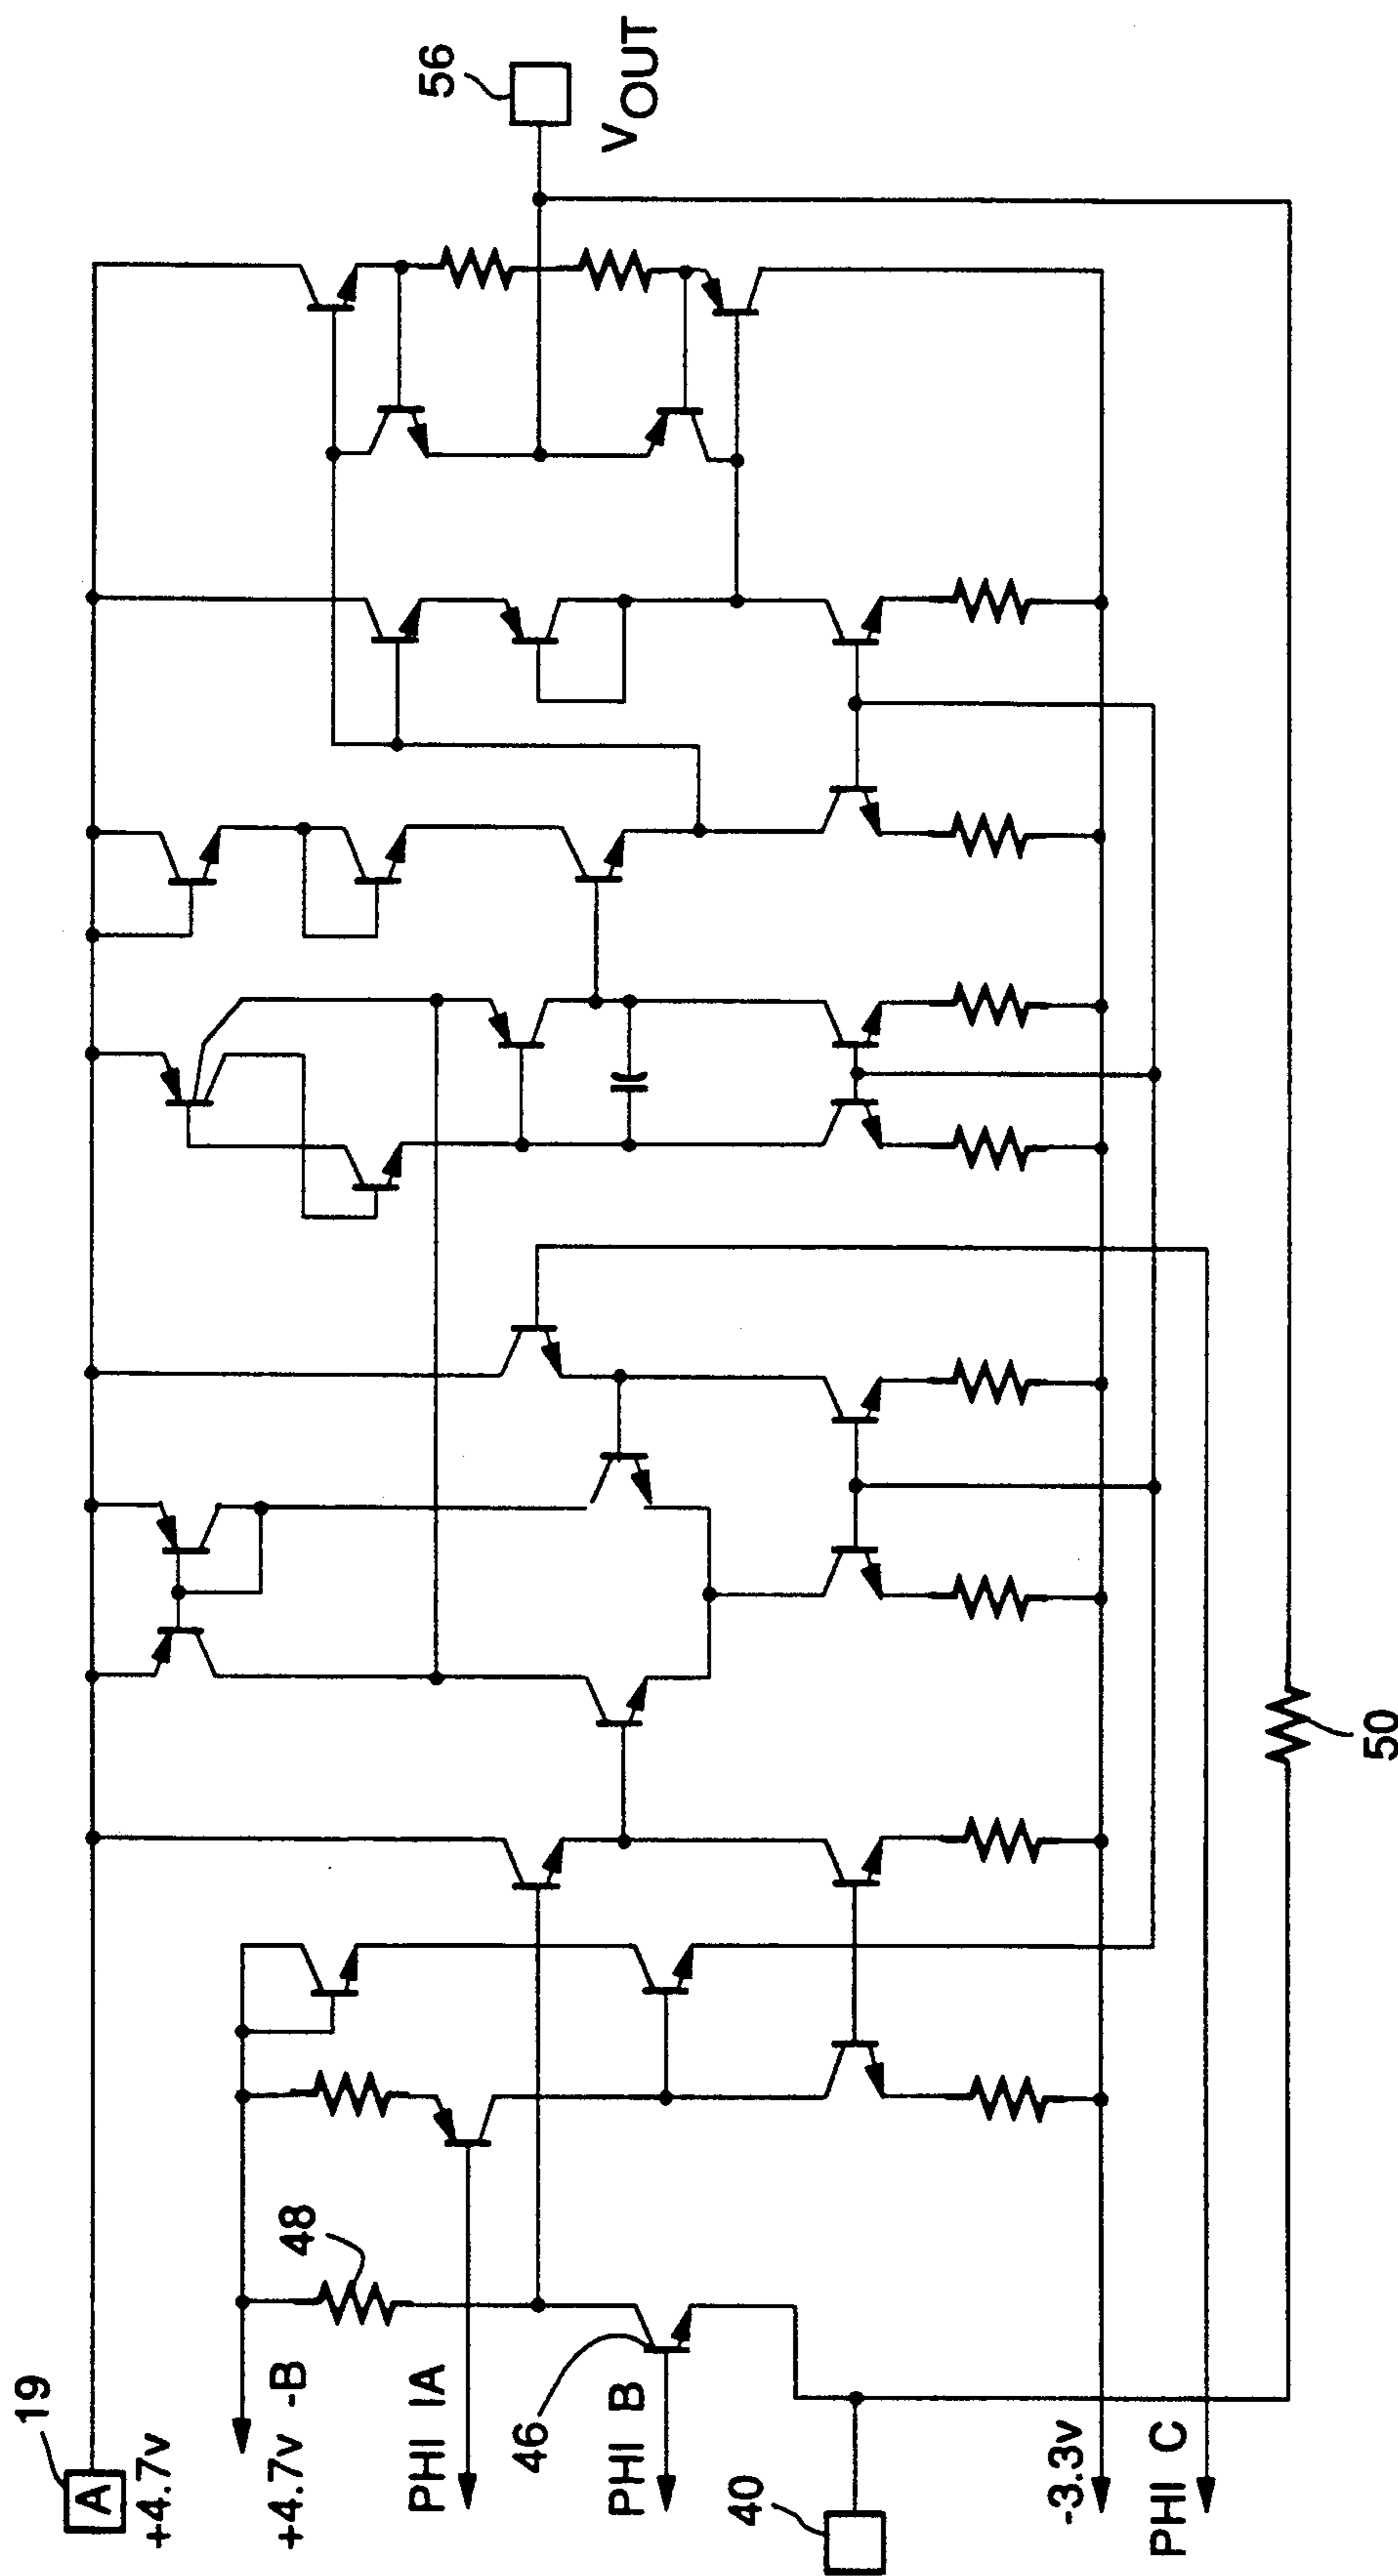 19
A
+4.7v
+4.7v -B
48
PHI IA
46
PHI B
40
-3.3v
PHI C
50
56
VOUT